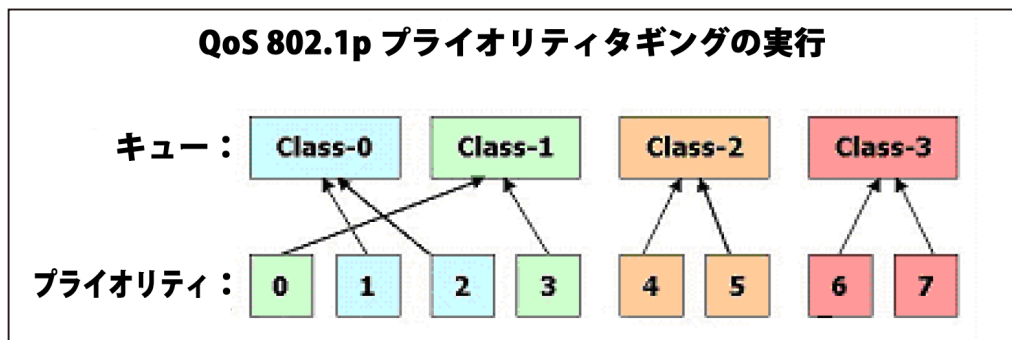 QoS 802.1p プライオリティタギングの実行
キュー： Class-0 Class-1 Class-2 Class-3
プライオリティ： 0 1 2 3 4 5 6 7